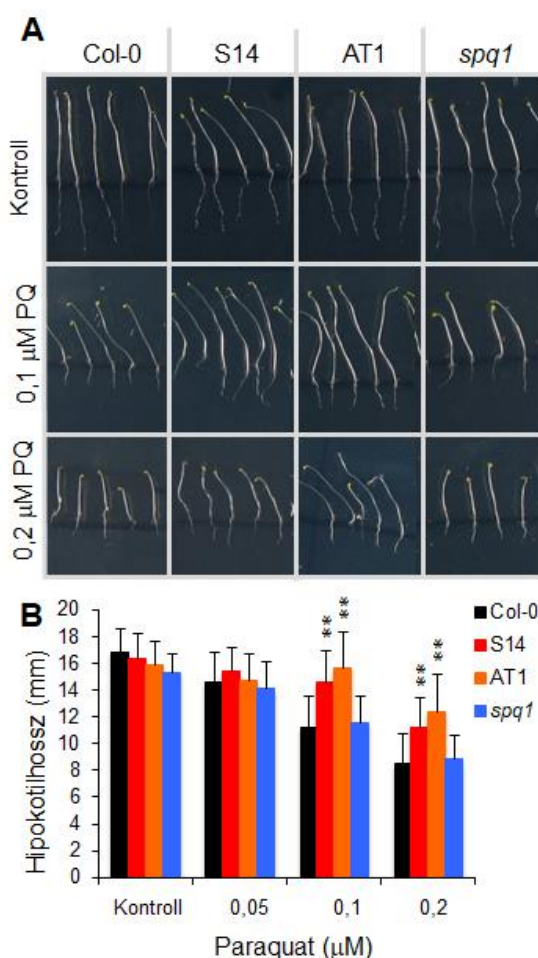 A
Col-0 S14 AT1 spq1
Kontroll
0,1 µM PQ
0,2 µM PQ
B
Hipokotilhossz (mm)
20
18
16
14
12
10
8
6
4
2
0
** **
** **
Col-0
S14
AT1
spq1
Kontroll 0,05 0,1 0,2
Paraquat (µM)